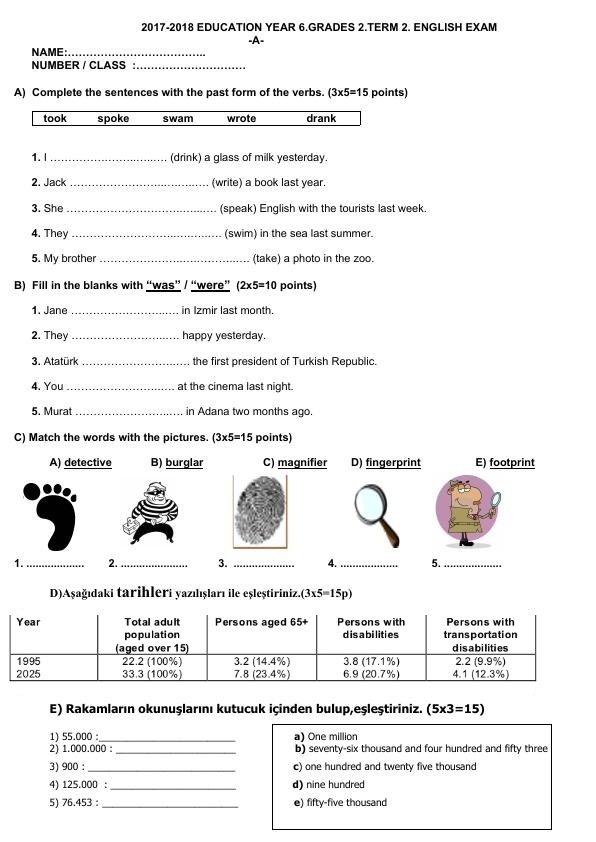 2017-2018 EDUCATION YEAR 6.GRADES 2.TERM 2. ENGLISH EXAM
-A-
NAME:………………………………..
NUMBER / CLASS :…………………………
A) Complete the sentences with the past form of the verbs. (3x5=15 points)
took spoke swam wrote drank
1. I …………………..…..…. (drink) a glass of milk yesterday.
2. Jack …………………….…..…..…. (write) a book last year.
3. She …………………………..…..…. (speak) English with the tourists last week.
4. They ………………………..…..…..…. (swim) in the sea last summer.
5. My brother …………………..…..………..…. (take) a photo in the zoo.
B) Fill in the blanks with “was” / “were” (2x5=10 points)
1. Jane ……………………..…. in Izmir last month.
2. They ……………………..…. happy yesterday.
3. Atatürk ……………………..…. the first president of Turkish Republic.
4. You ……………………..…. at the cinema last night.
5. Murat ……………………..…. in Adana two months ago.
C) Match the words with the pictures. (3x5=15 points)
A) detective B) burglar C) magnifier D) fingerprint E) footprint
1. ................... 2. ...................... 3. ...................... 4. ................... 5. ...................
D)Aşağıdaki tarihleri yazılışları ile eşleştiriniz.(3x5=15p)
Year Total adult population (aged over 15) Persons aged 65+ Persons with disabilities Persons with transportation disabilities
1995 22.2 (100%) 3.2 (14.4%) 3.8 (17.1%) 2.2 (9.9%)
2025 33.3 (100%) 7.8 (23.4%) 6.9 (20.7%) 4.1 (12.3%)
E) Rakamların okunuşlarını kutucuk içinden bulup,eşleştiriniz. (5x3=15)
1) 55.000 :________________________
2) 1.000.000 : _____________________
3) 900 : __________________________
4) 125.000 : ______________________
5) 76.453 : ________________________
a) One million
b) seventy-six thousand and four hundred and fifty three
c) one hundred and twenty five thousand
d) nine hundred
e) fifty-five thousand